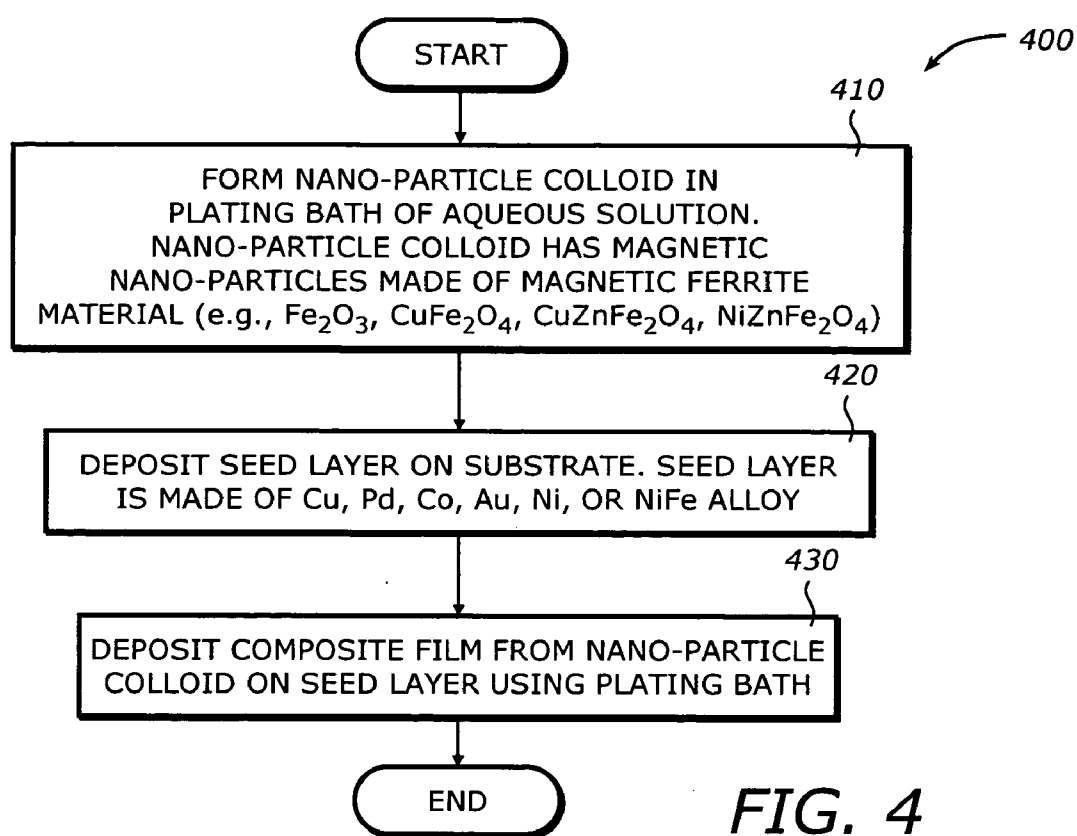 START
400
410
FORM NANO-PARTICLE COLLOID IN
PLATING BATH OF AQUEOUS SOLUTION.
NANO-PARTICLE COLLOID HAS MAGNETIC
NANO-PARTICLES MADE OF MAGNETIC FERRITE
MATERIAL (e.g., Fe₂O₃, CuFe₂O₄, CuZnFe₂O₄, NiZnFe₂O₄)
420
DEPOSIT SEED LAYER ON SUBSTRATE. SEED LAYER
IS MADE OF Cu, Pd, Co, Au, Ni, OR NiFe ALLOY
430
DEPOSIT COMPOSITE FILM FROM NANO-PARTICLE
COLLOID ON SEED LAYER USING PLATING BATH
END
FIG. 4